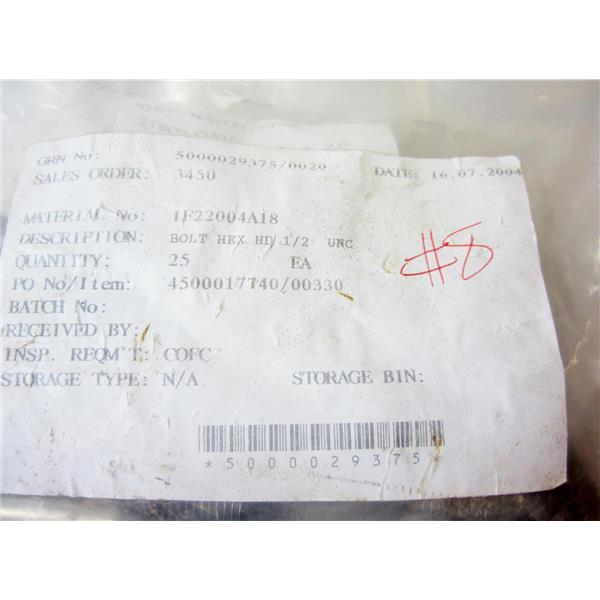 GRN No: 5000029375/0020
SALES ORDER: 3450 DATE: 16.07.2004
MATERIAL No: 1F22004A18
DESCRIPTION: BOLT HEX HD 1/2 UNC
#8
QUANTITY: 25 EA
PO No/Item: 4500017740/00330
BATCH No:
RECEIVED BY:
INSP. REQM'T: COFC
STORAGE TYPE: N/A STORAGE BIN:
*5000029375*